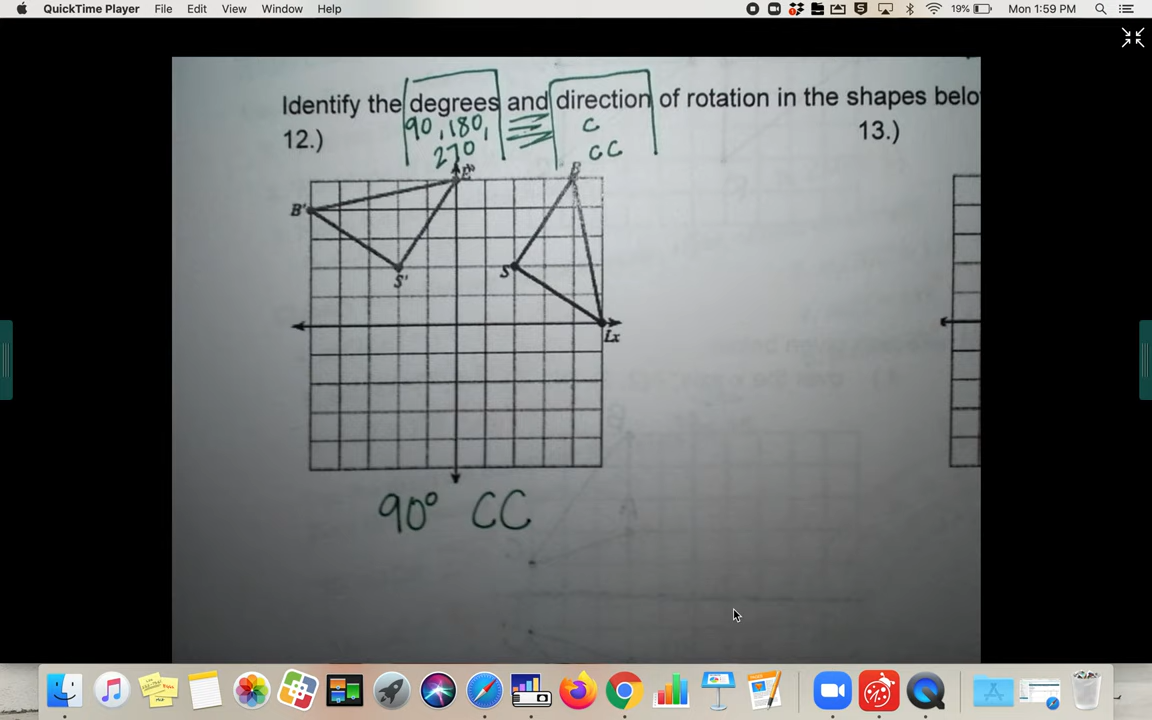 QuickTime Player File Edit View Window Help 19% Mon 1:59 PM
Identify the degrees and direction of rotation in the shapes belo
90, 180, C
12.) 270 CC 13.)
B
B'
S'
S
90° CC